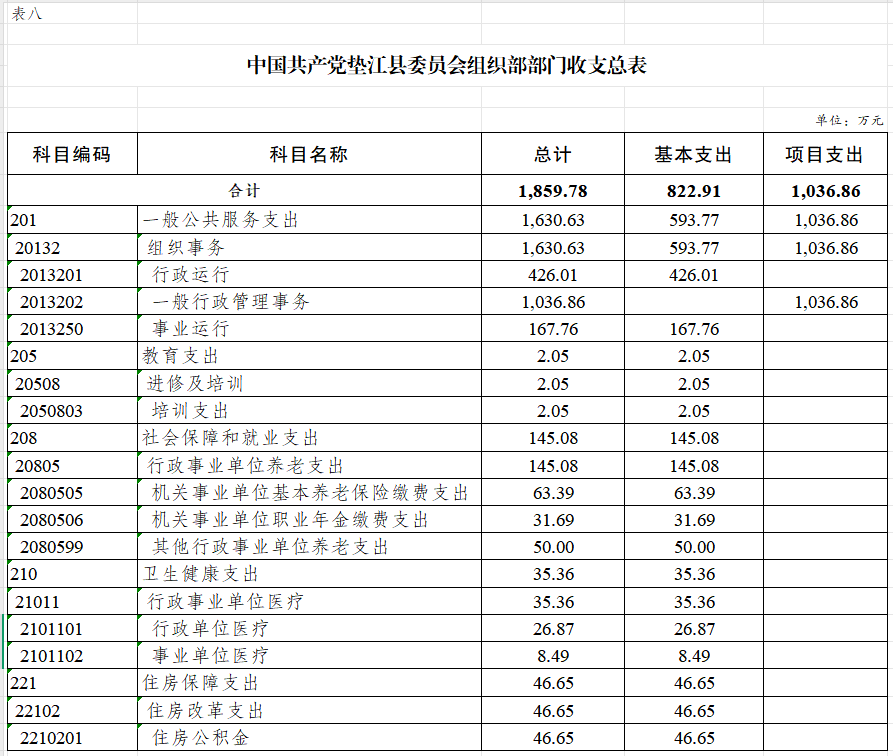 表八
中国共产党垫江县委员会组织部部门收支总表
单位：万元
科目编码 科目名称 总计 基本支出 项目支出
合计 1,859.78 822.91 1,036.86
201 一般公共服务支出 1,630.63 593.77 1,036.86
20132 组织事务 1,630.63 593.77 1,036.86
2013201 行政运行 426.01 426.01
2013202 一般行政管理事务 1,036.86 1,036.86
2013250 事业运行 167.76 167.76
205 教育支出 2.05 2.05
20508 进修及培训 2.05 2.05
2050803 培训支出 2.05 2.05
208 社会保障和就业支出 145.08 145.08
20805 行政事业单位养老支出 145.08 145.08
2080505 机关事业单位基本养老保险缴费支出 63.39 63.39
2080506 机关事业单位职业年金缴费支出 31.69 31.69
2080599 其他行政事业单位养老支出 50.00 50.00
210 卫生健康支出 35.36 35.36
21011 行政事业单位医疗 35.36 35.36
2101101 行政单位医疗 26.87 26.87
2101102 事业单位医疗 8.49 8.49
221 住房保障支出 46.65 46.65
22102 住房改革支出 46.65 46.65
2210201 住房公积金 46.65 46.65